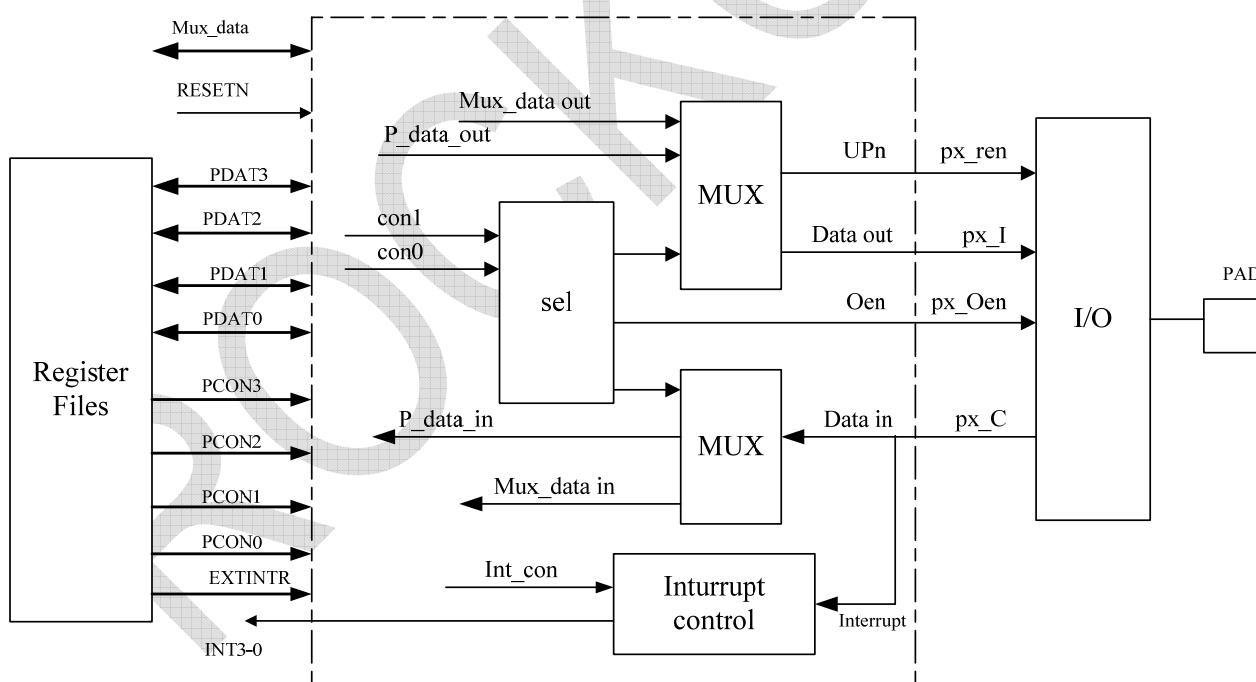 Mux_data
RESETN
PDAT3
PDAT2
PDAT1
PDAT0
PCON3
PCON2
PCON1
PCON0
EXTINTR
INT3-0
Register
Files
Mux_data out
P_data_out
con1
con0
sel
MUX
UPn
px_ren
Data out
px_I
Oen
px_Oen
I/O
PAD
P_data_in
MUX
Data in
px_C
Mux_data in
Int_con
Inturrupt
control
Interrupt
ROCK